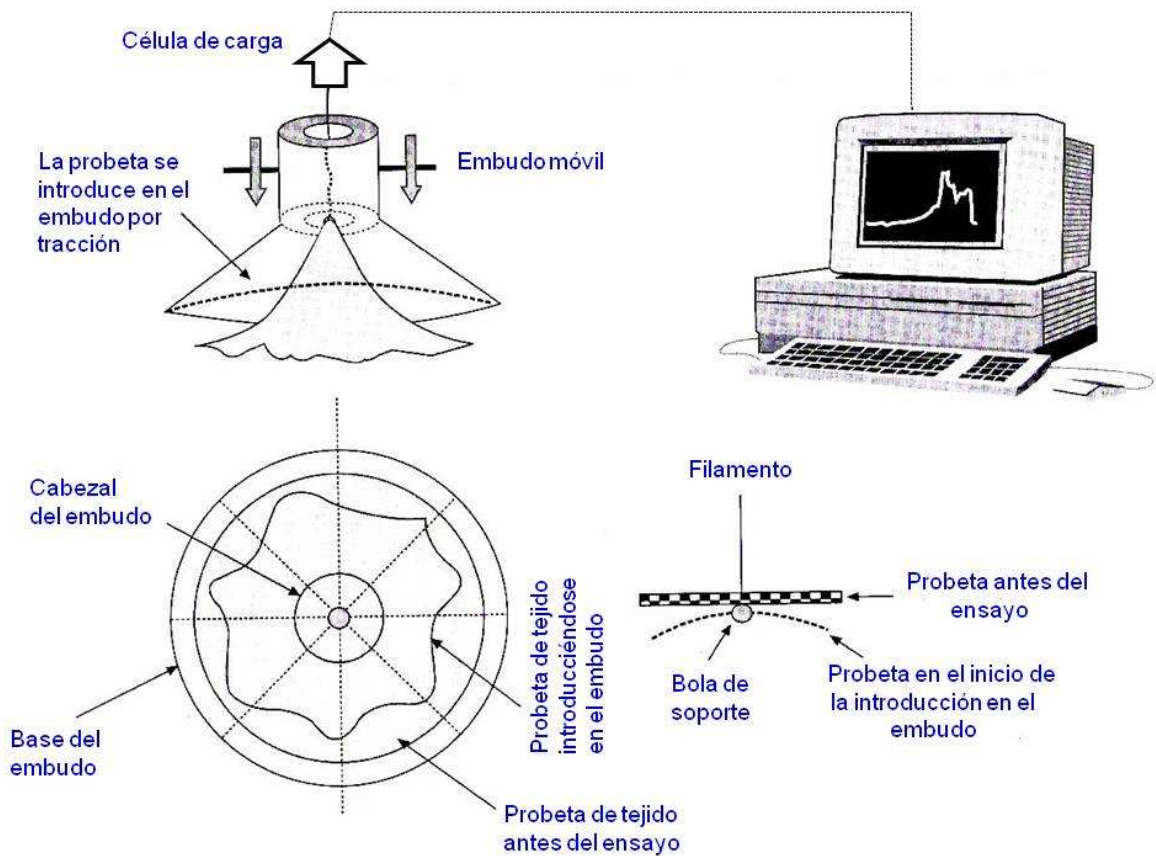 Célula de carga
La probeta se
introduce en el
embudo por
tracción
Embudo móvil
Cabezal
del embudo
Base del
embudo
Probeta de tejido
introducciéndose
en el embudo
Probeta de tejido
antes del ensayo
Filamento
Probeta antes del
ensayo
Bola de
soporte
Probeta en el inicio de
la introducción en el
embudo